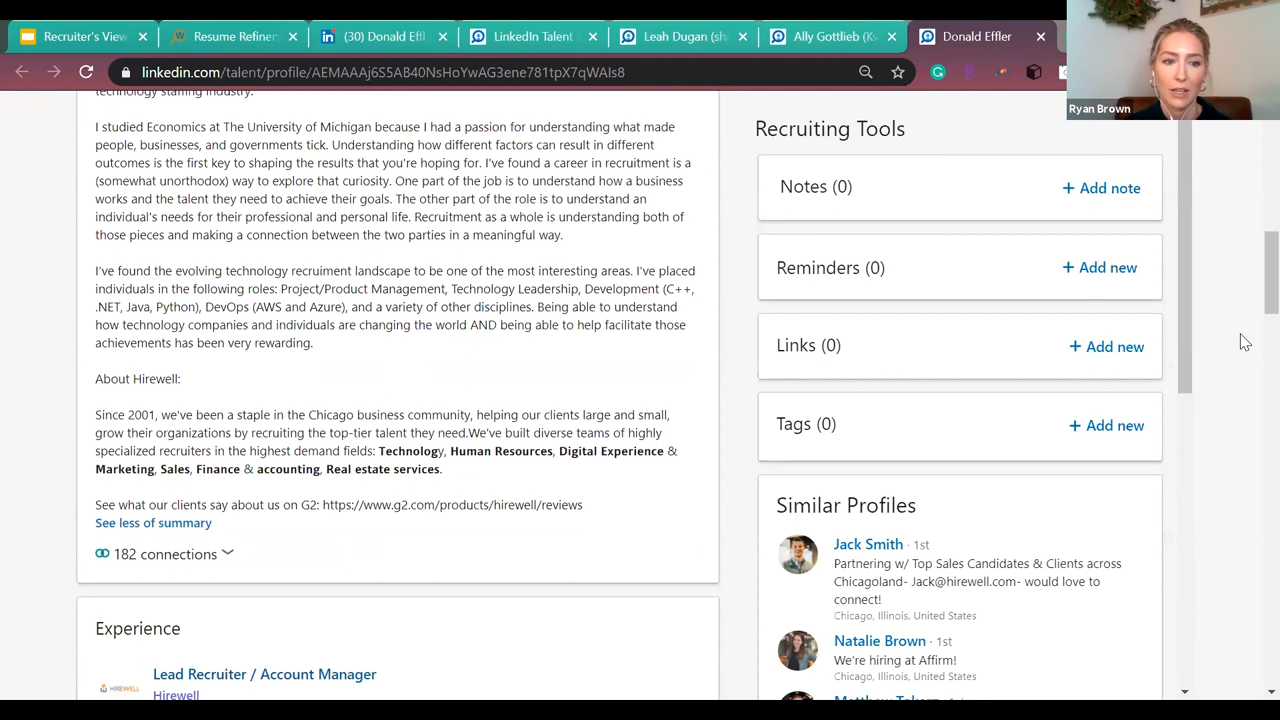 Recruiter's View
Resume Refiner
(30) Donald Effl
LinkedIn Talent
Leah Dugan (sh
Ally Gottlieb (Kv
Donald Effler
linkedin.com/talent/profile/AEMAAAj6S5AB40NsHoYwAG3ene781tpX7qWAIs8
Ryan Brown
technology staffing industry.
I studied Economics at The University of Michigan because I had a passion for understanding what made
people, businesses, and governments tick. Understanding how different factors can result in different
outcomes is the first key to shaping the results that you're hoping for. I've found a career in recruitment is a
(somewhat unorthodox) way to explore that curiosity. One part of the job is to understand how a business
works and the talent they need to achieve their goals. The other part of the role is to understand an
individual's needs for their professional and personal life. Recruitment as a whole is understanding both of
those pieces and making a connection between the two parties in a meaningful way.
I've found the evolving technology recruiment landscape to be one of the most interesting areas. I've placed
individuals in the following roles: Project/Product Management, Technology Leadership, Development (C++,
.NET, Java, Python), DevOps (AWS and Azure), and a variety of other disciplines. Being able to understand
how technology companies and individuals are changing the world AND being able to help facilitate those
achievements has been very rewarding.
About Hirewell:
Since 2001, we've been a staple in the Chicago business community, helping our clients large and small,
grow their organizations by recruiting the top-tier talent they need.We've built diverse teams of highly
specialized recruiters in the highest demand fields: Technology, Human Resources, Digital Experience &
Marketing, Sales, Finance & accounting, Real estate services.
See what our clients say about us on G2: https://www.g2.com/products/hirewell/reviews
See less of summary
182 connections
Experience
Lead Recruiter / Account Manager
HIREWELL
Hirewell
Recruiting Tools
Notes (0)
+ Add note
Reminders (0)
+ Add new
Links (0)
+ Add new
Tags (0)
+ Add new
Similar Profiles
Jack Smith · 1st
Partnering w/ Top Sales Candidates & Clients across
Chicagoland- Jack@hirewell.com- would love to
connect!
Chicago, Illinois, United States
Natalie Brown · 1st
We're hiring at Affirm!
Chicago, Illinois, United States